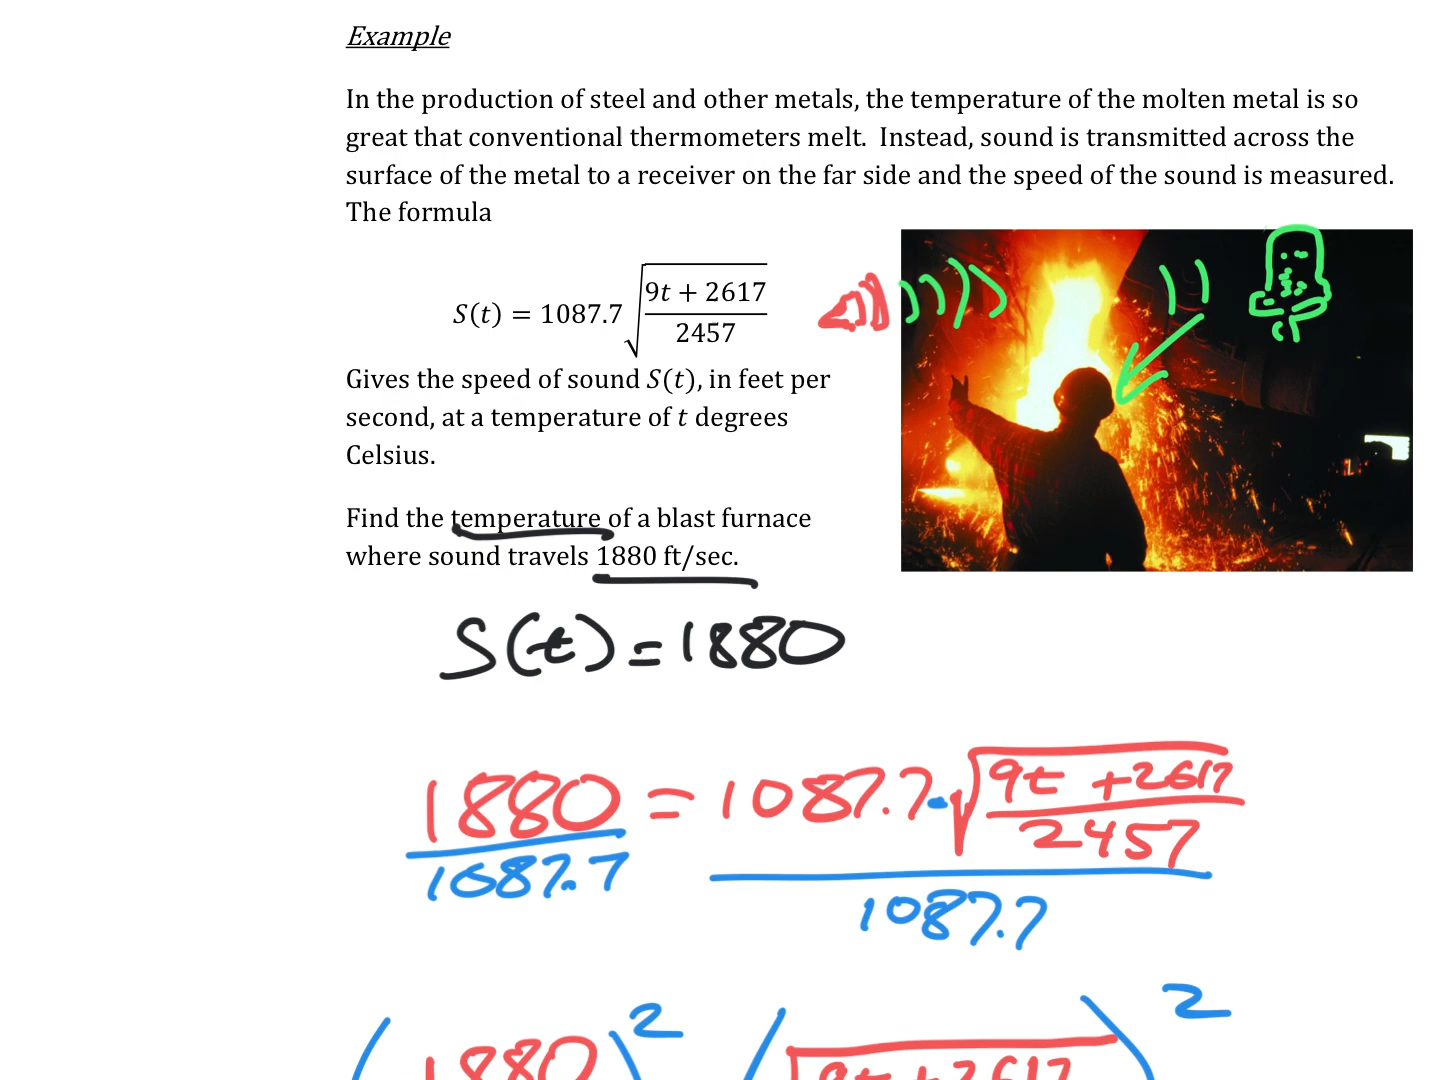 Example
In the production of steel and other metals, the temperature of the molten metal is so
great that conventional thermometers melt.  Instead, sound is transmitted across the
surface of the metal to a receiver on the far side and the speed of the sound is measured.
The formula
S(t) = 1087.7 √((9t + 2617)/2457)
Gives the speed of sound S(t), in feet per
second, at a temperature of t degrees
Celsius.
Find the temperature of a blast furnace
where sound travels 1880 ft/sec.
S(t) = 1880
1880/1087.7 = 1087.7·√((9t + 2617)/2457)/1087.7
(1880)² (√(9t + 2617))²